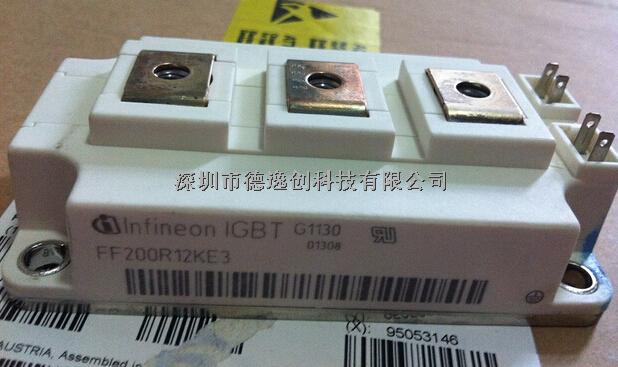 深圳市德逸创科技有限公司
infineon IGBT G1130
01308
FF200R12KE3
(X): 95053146
AUSTRIA, Assembled in